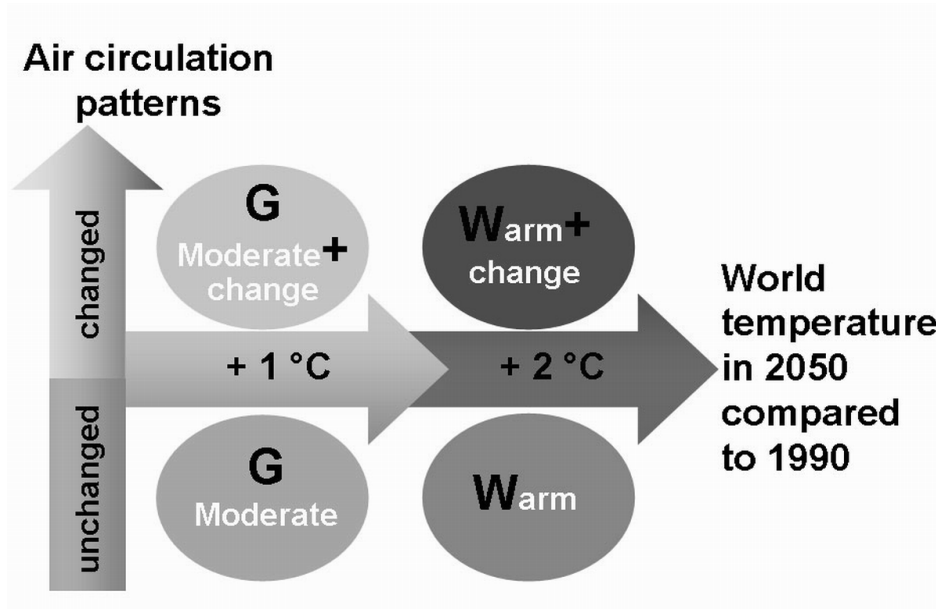 Air circulation
patterns
changed
unchanged
G
Moderate+
change
Warm+
change
+ 1 °C
+ 2 °C
G
Moderate
Warm
World
temperature
in 2050
compared
to 1990